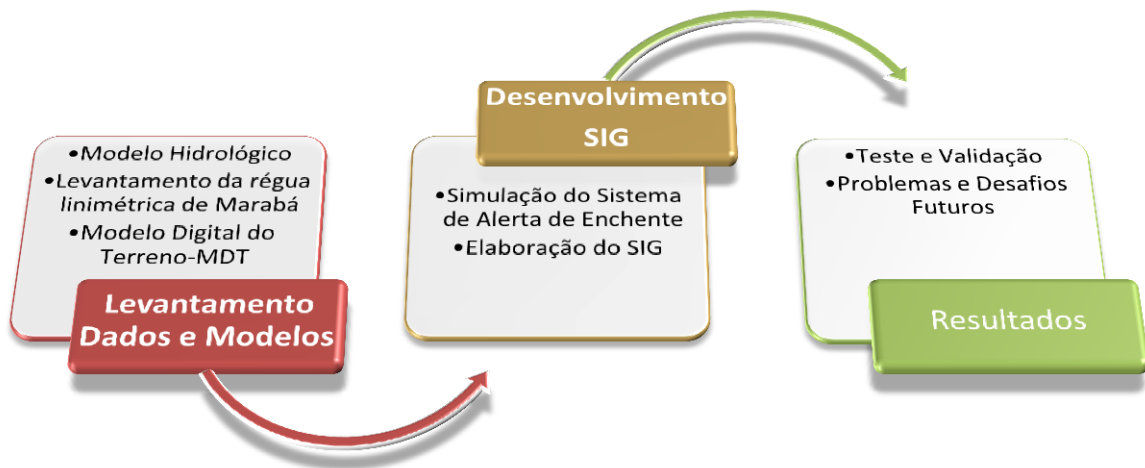 •Modelo Hidrológico
•Levantamento da régua
linimétrica de Marabá
•Modelo Digital do
Terreno-MDT
Levantamento
Dados e Modelos
Desenvolvimento
SIG
•Simulação do Sistema
de Alerta de Enchente
•Elaboração do SIG
•Teste e Validação
•Problemas e Desafios
Futuros
Resultados